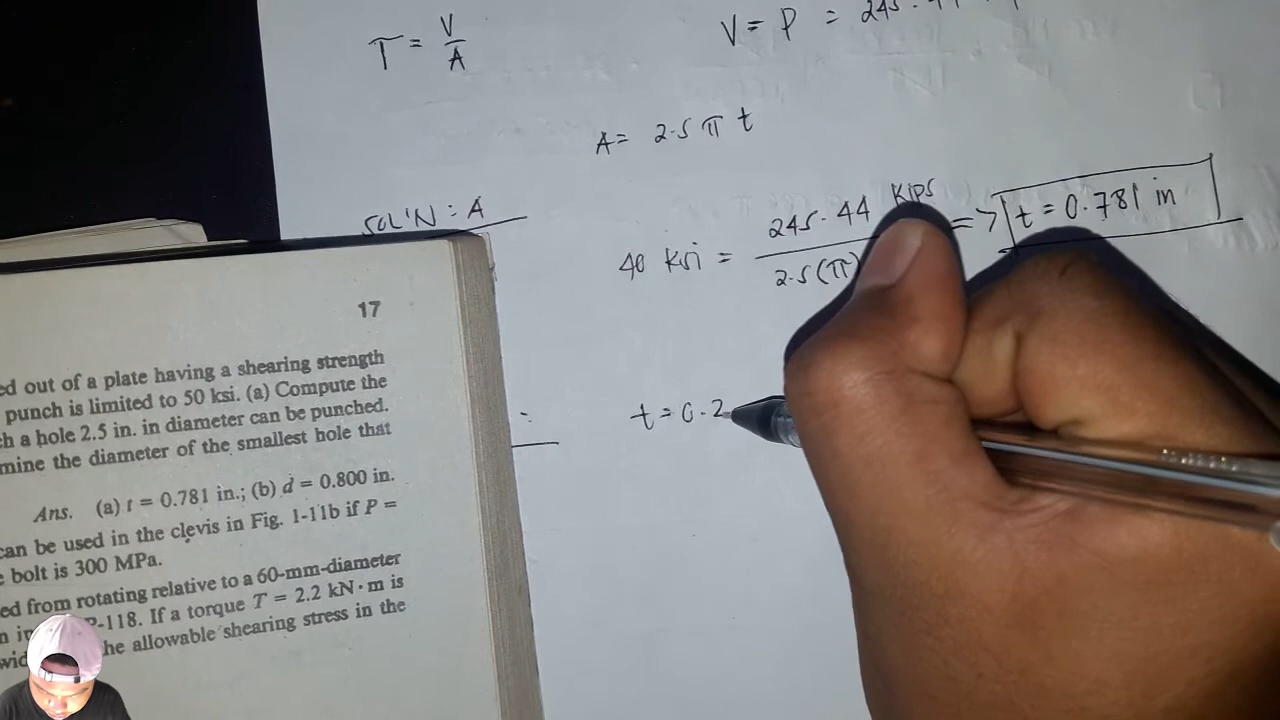 T = V/A
V = P = 245.44
A = 2.5 π t
SOL'N : A
40 ksi = 245.44 kips / 2.5(π) => t = 0.781 in
t = 0.2
:
17
ed out of a plate having a shearing strength
punch is limited to 50 ksi. (a) Compute the
h a hole 2.5 in. in diameter can be punched.
mine the diameter of the smallest hole that
Ans. (a) t = 0.781 in.; (b) d = 0.800 in.
can be used in the clevis in Fig. 1-11b if P =
bolt is 300 MPa.
ed from rotating relative to a 60-mm-diameter
P-118. If a torque T = 2.2 kN·m is
he allowable shearing stress in the